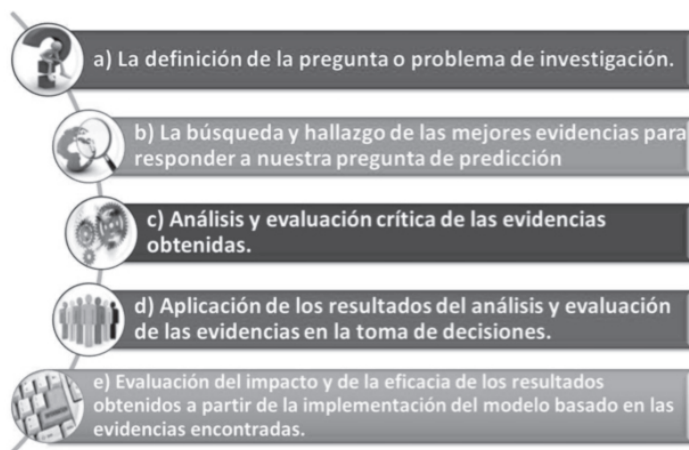 a) La definición de la pregunta o problema de investigación.
b) La búsqueda y hallazgo de las mejores evidencias para
responder a nuestra pregunta de predicción
c) Análisis y evaluación crítica de las evidencias
obtenidas.
d) Aplicación de los resultados del análisis y evaluación
de las evidencias en la toma de decisiones.
e) Evaluación del impacto y de la eficacia de los resultados
obtenidos a partir de la implementación del modelo basado en las
evidencias encontradas.